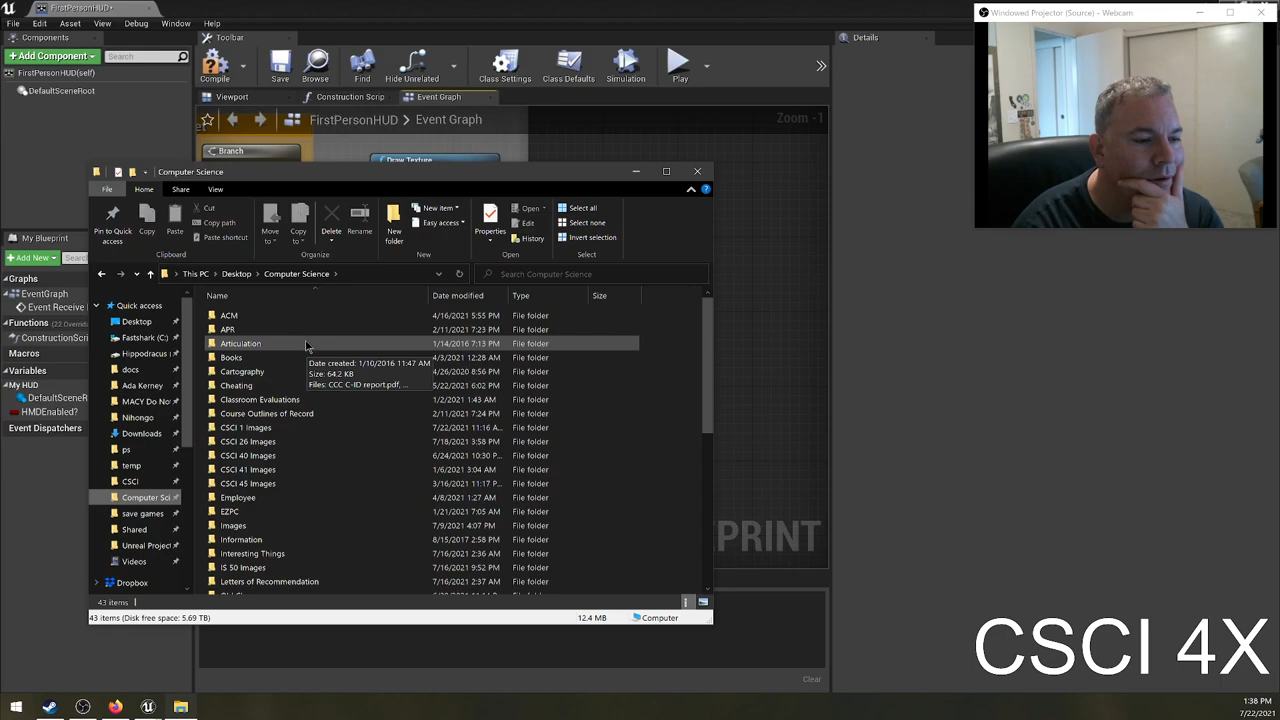 FirstPersonHUD*
File Edit Asset View Debug Window
Components
Toolbar
Details
Windowed Projector (Source) - Webcam
Add Component Search
FirstPersonHUD(self)
DefaultSceneRoot
Compile Save Browse Find Hide Unrelated Class Settings Class Defaults Simulation Play
Viewport Construction Scrip Event Graph
FirstPersonHUD > Event Graph Zoom -1
Branch
Draw Texture
My Blueprint
Add New Search
Graphs
EventGraph
Event Receive
Functions (22 Overrida
ConstructionScrip
Macros
Variables
My HUD
DefaultSceneR
HMDEnabled?
Event Dispatchers
Computer Science
File Home Share View
Pin to Quick access
Copy
Paste
Cut
Copy path
Paste shortcut
Clipboard
Move to
Copy to
Delete
Rename
Organize
New folder
New item
Easy access
New
Properties
Open
Edit
History
Open
Select all
Select none
Invert selection
Select
This PC > Desktop > Computer Science >
Search Computer Science
Quick access
Desktop
Fastshark (C:)
Hippodracus
docs
Ada Kerney
MACY Do Not
Nihongo
Downloads
ps
temp
CSCI
Computer Sci
save games
Shared
Unreal Project
Videos
Dropbox
Name Date modified Type Size
ACM 4/16/2021 5:55 PM File folder
APR 2/11/2021 7:23 PM File folder
Articulation 1/14/2016 7:13 PM File folder
Books 4/3/2021 12:28 AM File folder
Cartography 4/26/2020 8:56 PM File folder
Cheating 5/22/2021 6:02 PM File folder
Classroom Evaluations 1/2/2021 1:43 AM File folder
Course Outlines of Record 2/11/2021 7:24 PM File folder
CSCI 1 Images 7/22/2021 11:16 A... File folder
CSCI 26 Images 7/18/2021 3:58 PM File folder
CSCI 40 Images 6/24/2021 10:30 P... File folder
CSCI 41 Images 1/6/2021 3:04 AM File folder
CSCI 45 Images 3/16/2021 11:17 P... File folder
Employee 4/8/2021 1:27 AM File folder
EZPC 1/21/2021 7:05 AM File folder
Images 7/9/2021 4:07 PM File folder
Information 8/15/2017 2:58 PM File folder
Interesting Things 7/16/2021 2:36 AM File folder
IS 50 Images 7/16/2021 9:52 PM File folder
Letters of Recommendation 7/16/2021 2:37 AM File folder
Date created: 1/10/2016 11:47 AM
Size: 64.2 KB
Files: CCC C-ID report.pdf, ...
43 items
43 items (Disk free space: 5.69 TB) 12.4 MB Computer
PRINT
Clear
CSCI 4X
1:38 PM
7/22/2021